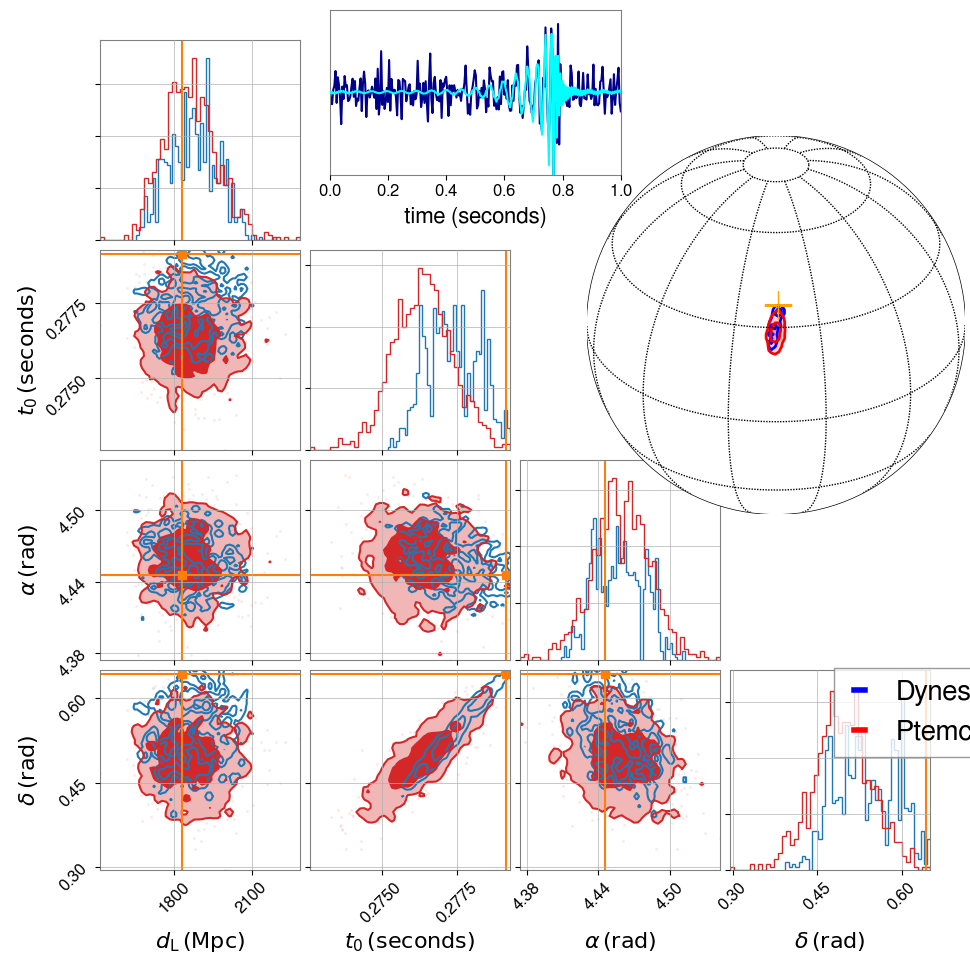 0.0 0.2 0.4 0.6 0.8 1.0
time (seconds)
t₀ (seconds)
0.2775
0.2750
α (rad)
4.50
4.44
4.38
δ (rad)
0.60
0.45
0.30
Dynes
Ptemc
1800 2100
0.2750 0.2775
4.38 4.44 4.50
0.30 0.45 0.60
d_L (Mpc)
t₀ (seconds)
α (rad)
δ (rad)